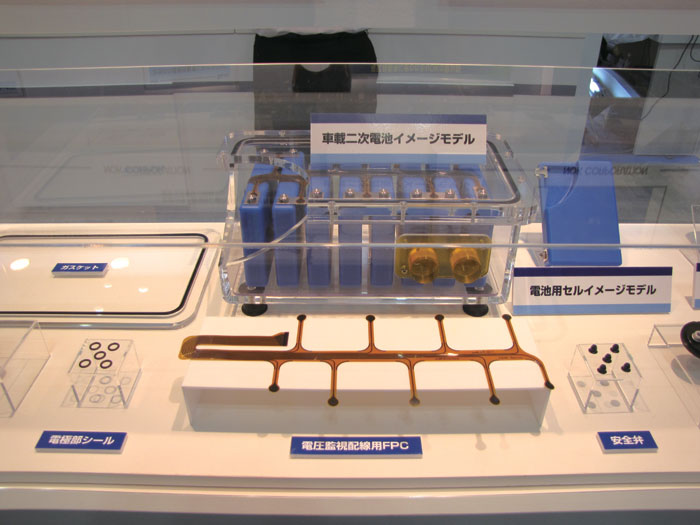 車載二次電池イメージモデル
NOK CORPORATION
ガスケット
電池用セルイメージモデル
電極部シール
電圧監視配線用FPC
安全弁